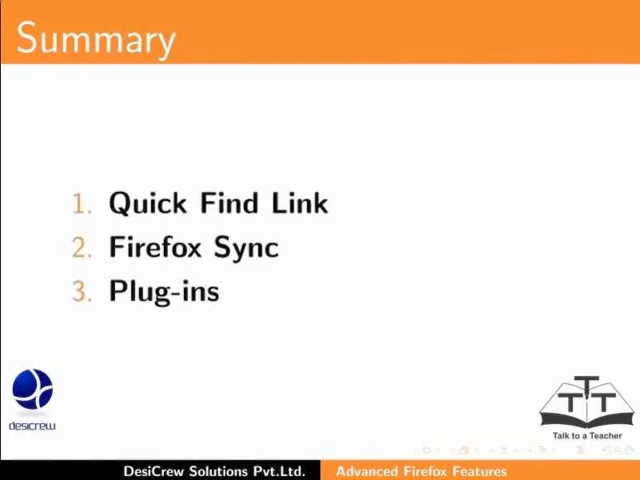 Summary
1. Quick Find Link
2. Firefox Sync
3. Plug-ins
desicrew
TTT
Talk to a Teacher
DesiCrew Solutions Pvt.Ltd. Advanced Firefox Features